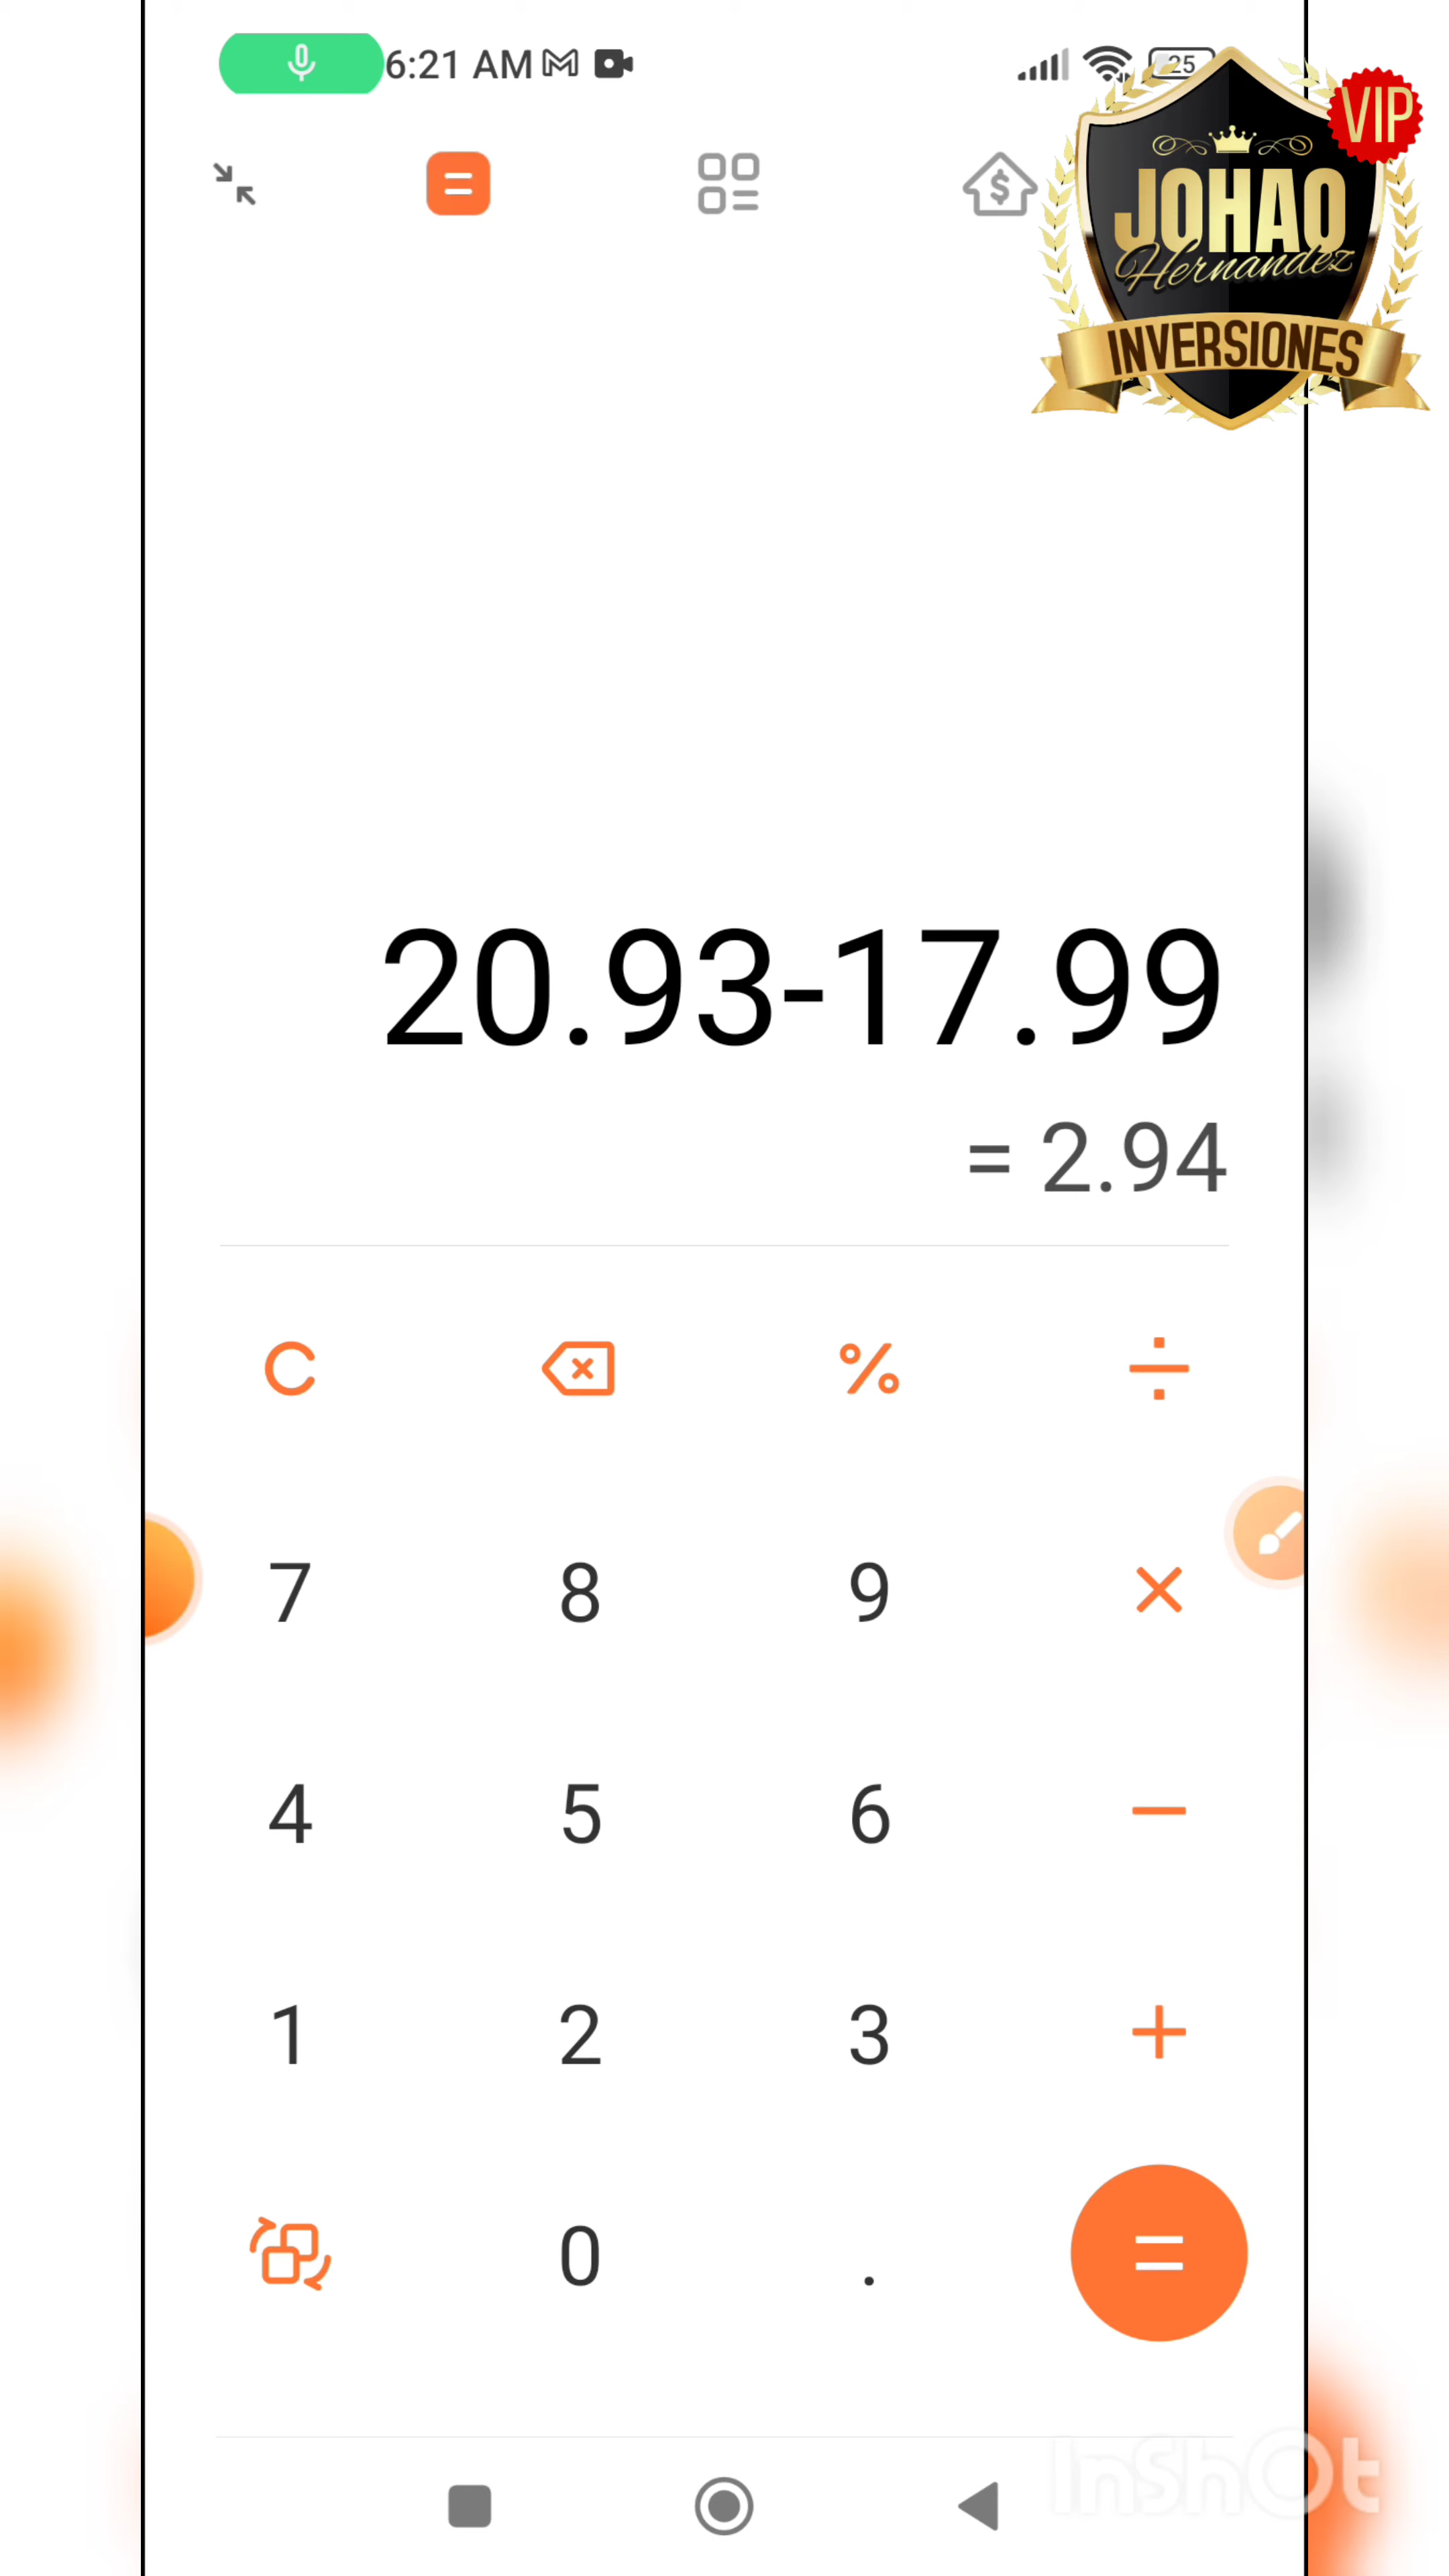 6:21 AM
25
VIP
JOHAO
Hernandez
INVERSIONES
20.93-17.99
= 2.94
C % ÷
7 8 9 ×
4 5 6 −
1 2 3 +
0 . =
InShOt